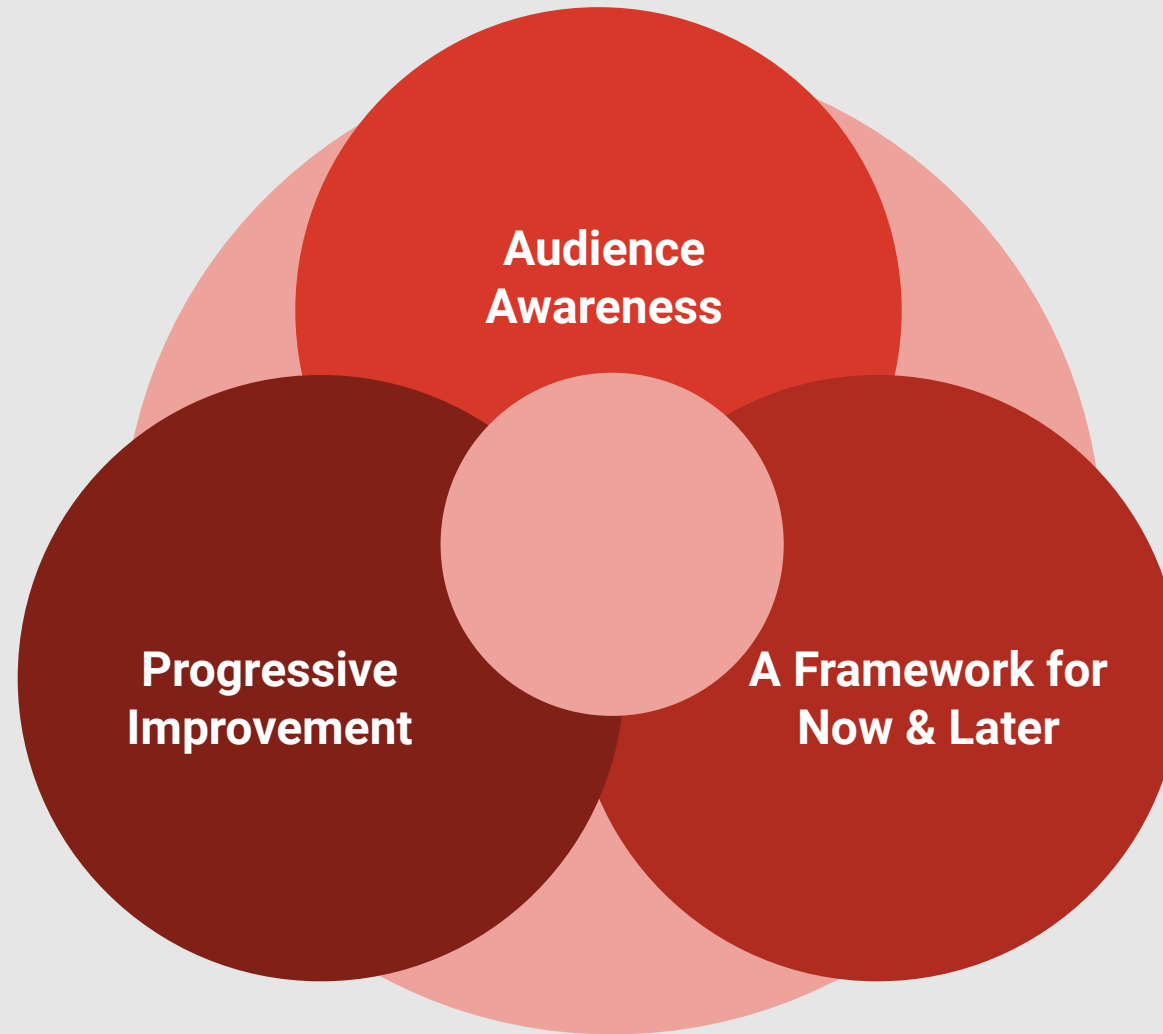 Audience
Awareness
Progressive
Improvement
A Framework for
Now & Later